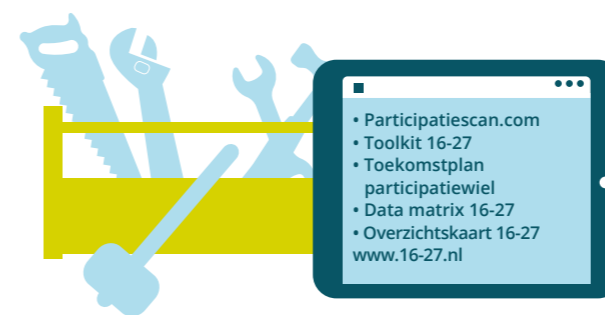 • Participatiescan.com
• Toolkit 16-27
• Toekomstplan
participatiewiel
• Data matrix 16-27
• Overzichtskaart 16-27
www.16-27.nl